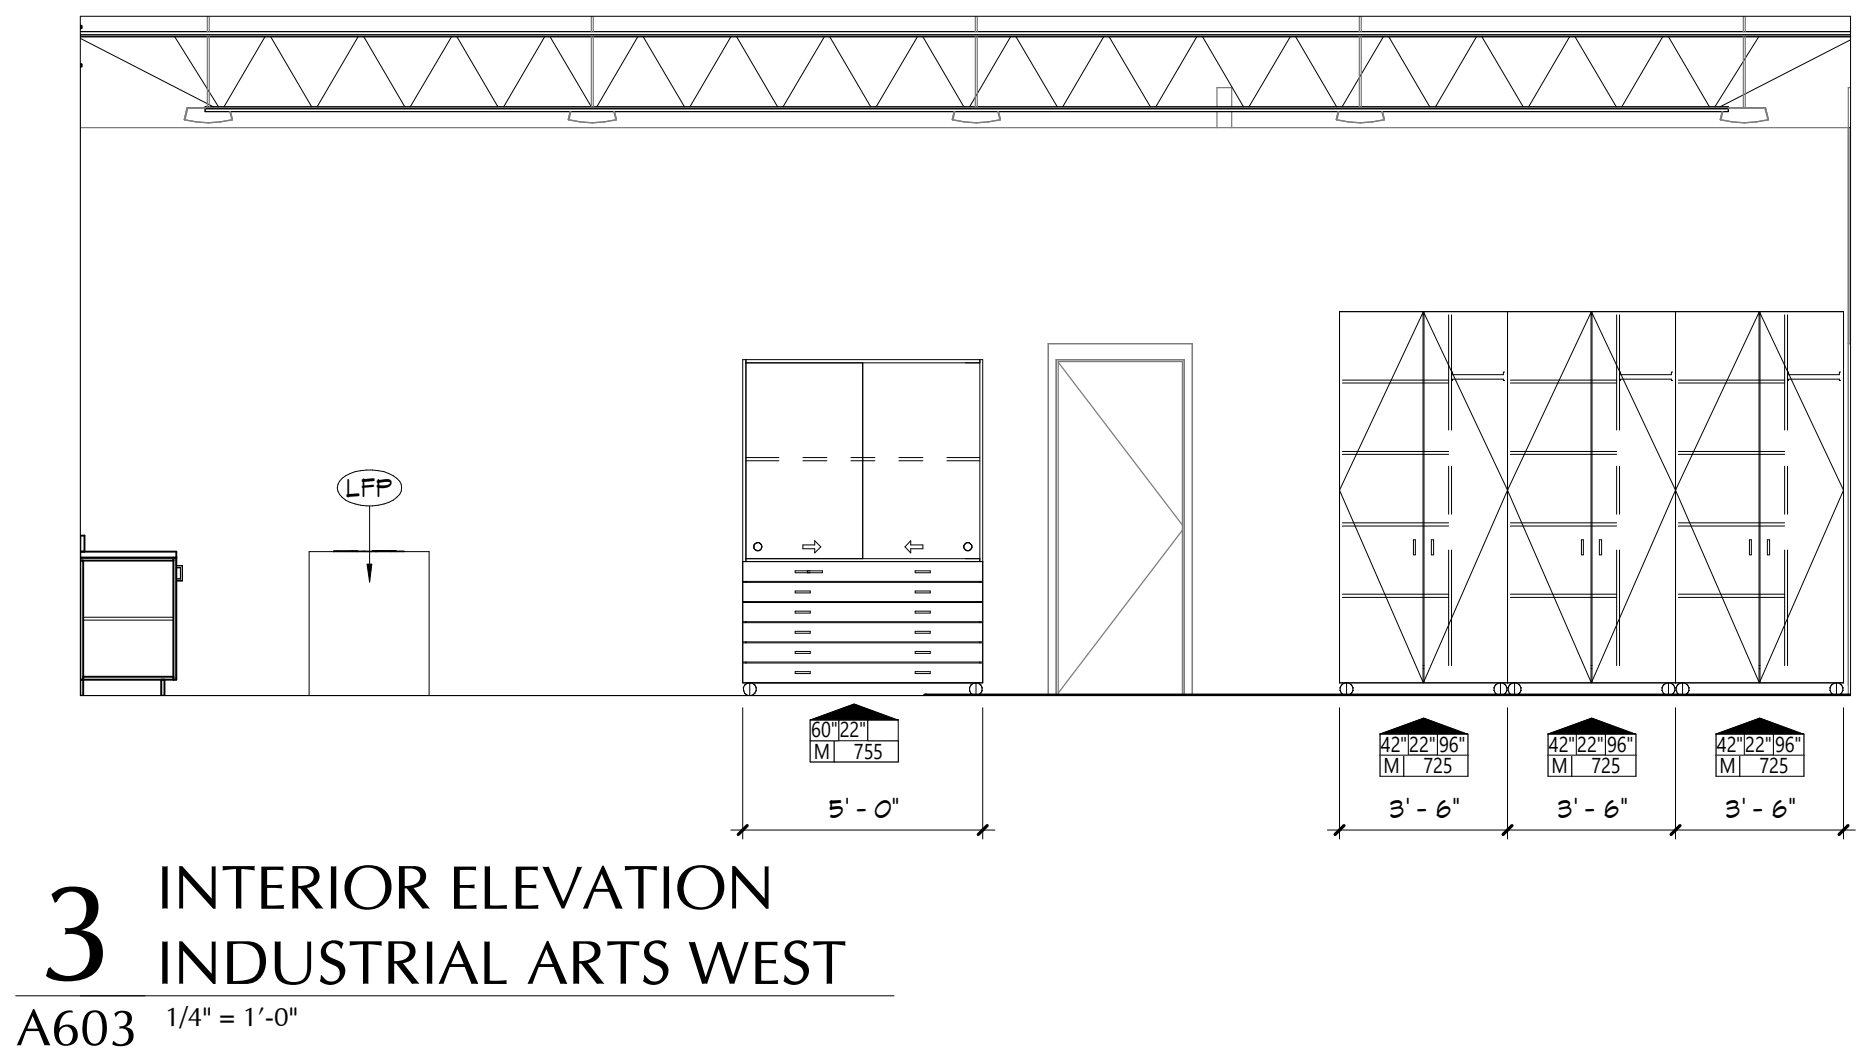 LFP
60" 22"
M 755
42" 22" 96"
M 725
42" 22" 96"
M 725
42" 22" 96"
M 725
5' - 0"
3' - 6"
3' - 6"
3' - 6"
3
INTERIOR ELEVATION
INDUSTRIAL ARTS WEST
A603
1/4" = 1'-0"